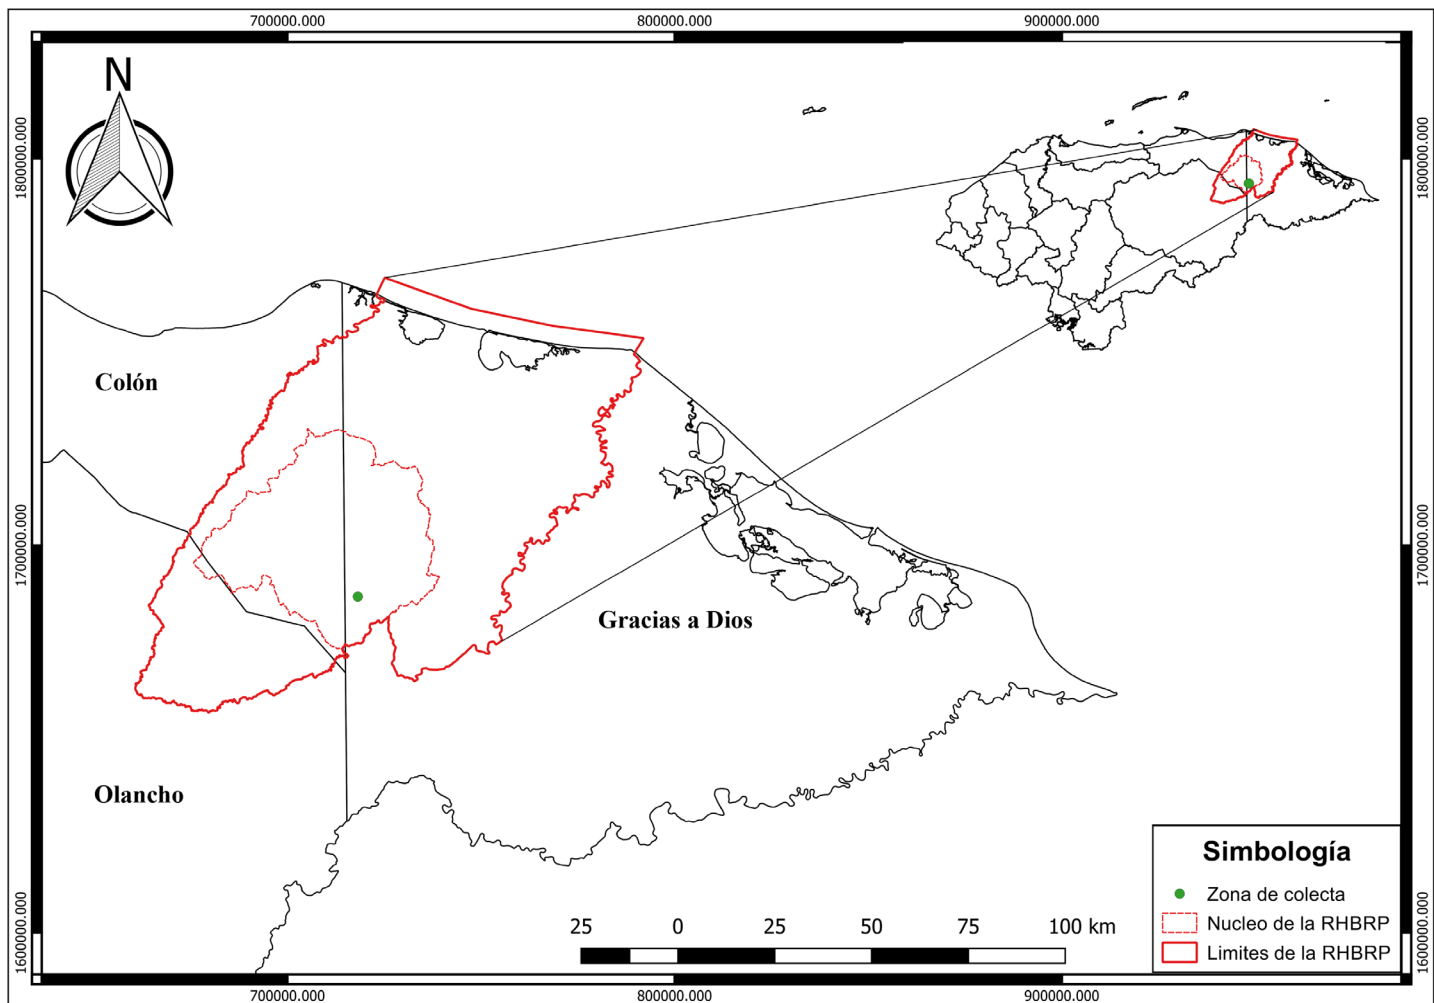 700000.000
800000.000
900000.000
N
1800000.000
1800000.000
Colón
1700000.000
1700000.000
Gracias a Dios
Olancho
Simbología
Zona de colecta
Nucleo de la RHBRP
Limites de la RHBRP
25
0
25
50
75
100 km
1600000.000
1600000.000
700000.000
800000.000
900000.000